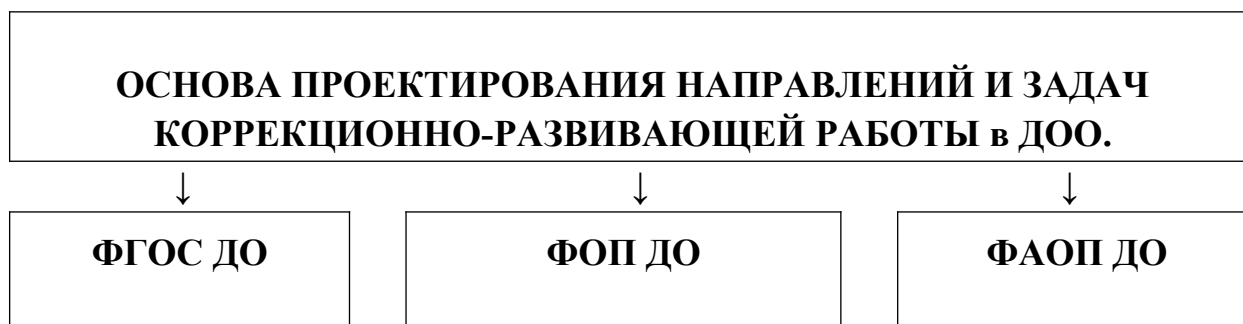 ОСНОВА ПРОЕКТИРОВАНИЯ НАПРАВЛЕНИЙ И ЗАДАЧ
КОРРЕКЦИОННО-РАЗВИВАЮЩЕЙ РАБОТЫ в ДОО.
↓ ↓ ↓
ФГОС ДО ФОП ДО ФАОП ДО